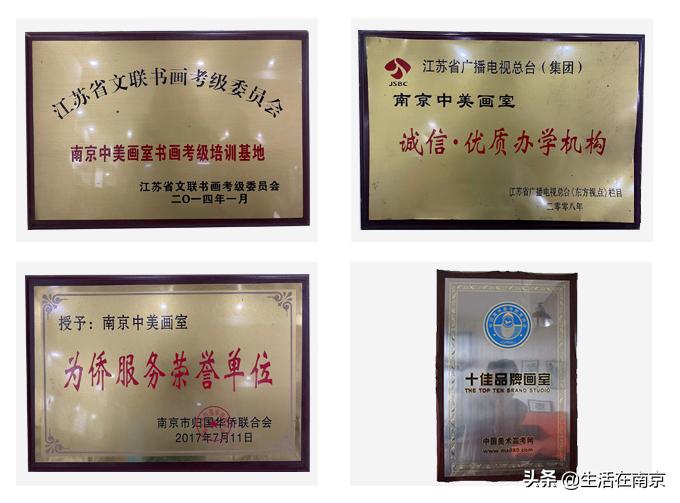 江苏省文联书画考级委员会
南京中美画室书画考级培训基地
江苏省文联书画考级委员会
二〇一四年一月
JSBC
江苏省广播电视总台(集团)
南京中美画室
诚信·优质办学机构
江苏省广播电视总台《东方视点》栏目
二零零八年
授予:南京中美画室
为侨服务荣誉单位
南京市归国华侨联合会
2017年7月11日
十佳品牌画室
THE TOP TEN BRAND STUDIO
中国美术高考网
头条 @生活在南京